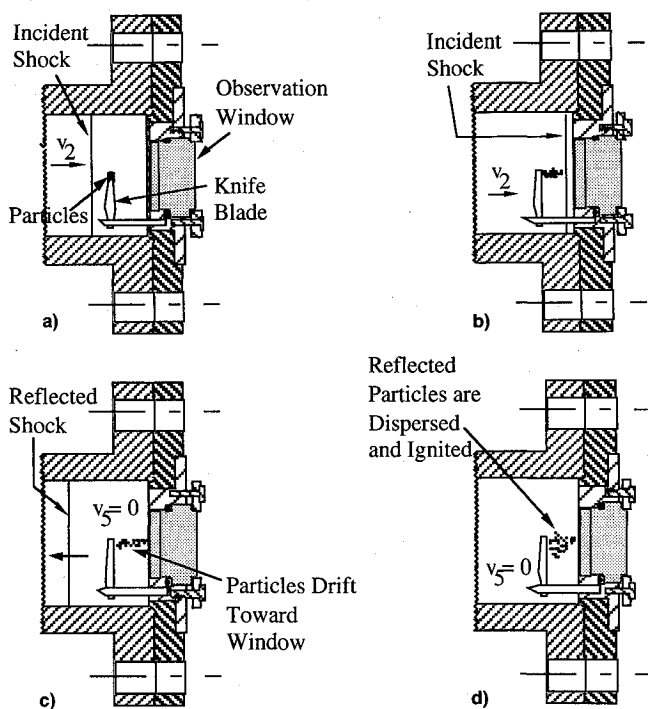 Incident
Shock
Observation
Window
v2
Particles
Knife
Blade
a)
Incident
Shock
v2
b)
Reflected
Shock
v5= 0
Particles Drift
Toward
Window
c)
Reflected
Particles are
Dispersed
and Ignited
v5= 0
d)